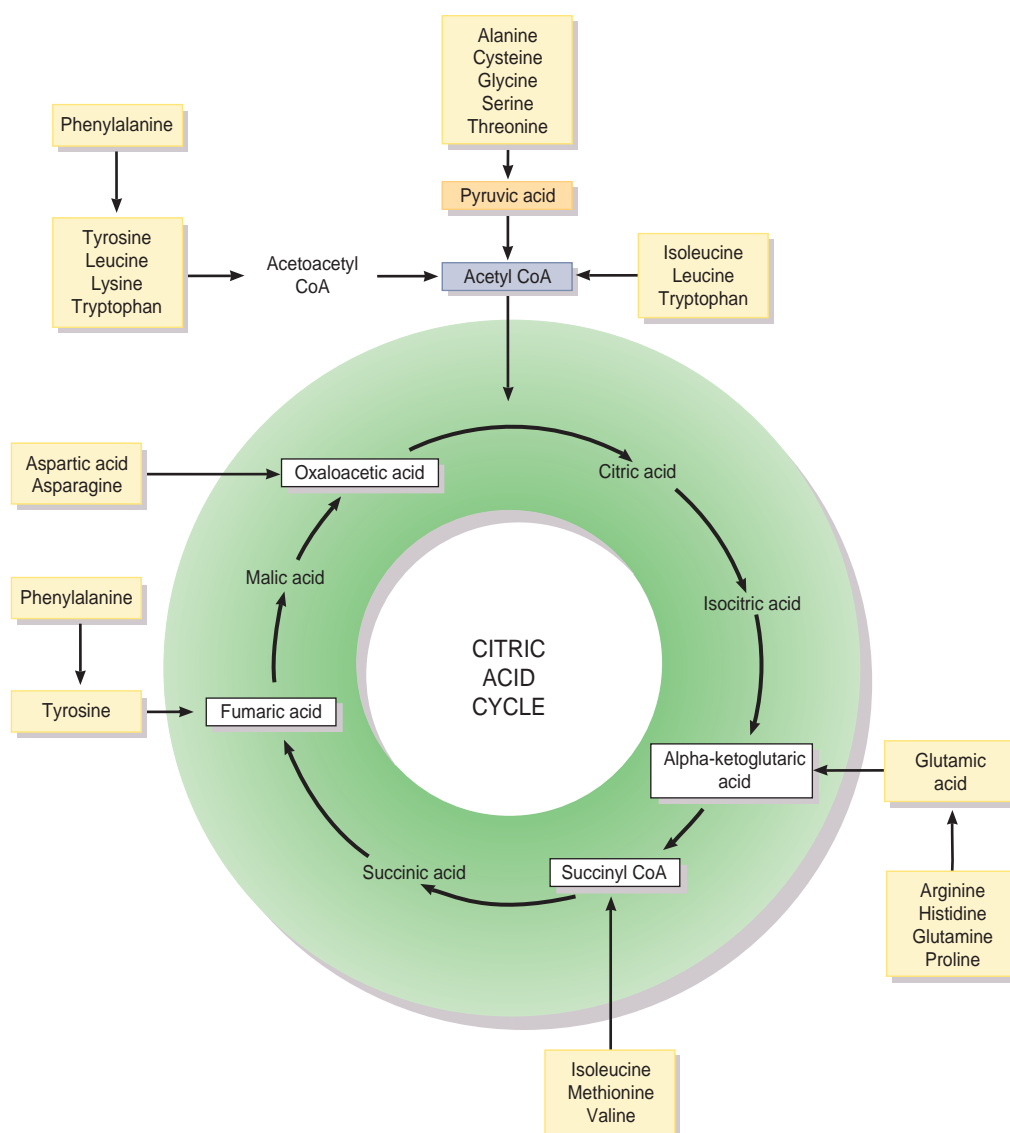 Alanine
Cysteine
Glycine
Serine
Threonine
Phenylalanine
Pyruvic acid
Tyrosine
Leucine
Lysine
Tryptophan
Acetoacetyl
CoA
Acetyl CoA
Isoleucine
Leucine
Tryptophan
Aspartic acid
Asparagine
Oxaloacetic acid
Citric acid
Malic acid
Isocitric acid
Phenylalanine
Tyrosine
Fumaric acid
CITRIC
ACID
CYCLE
Alpha-ketoglutaric
acid
Glutamic
acid
Succinic acid
Succinyl CoA
Arginine
Histidine
Glutamine
Proline
Isoleucine
Methionine
Valine